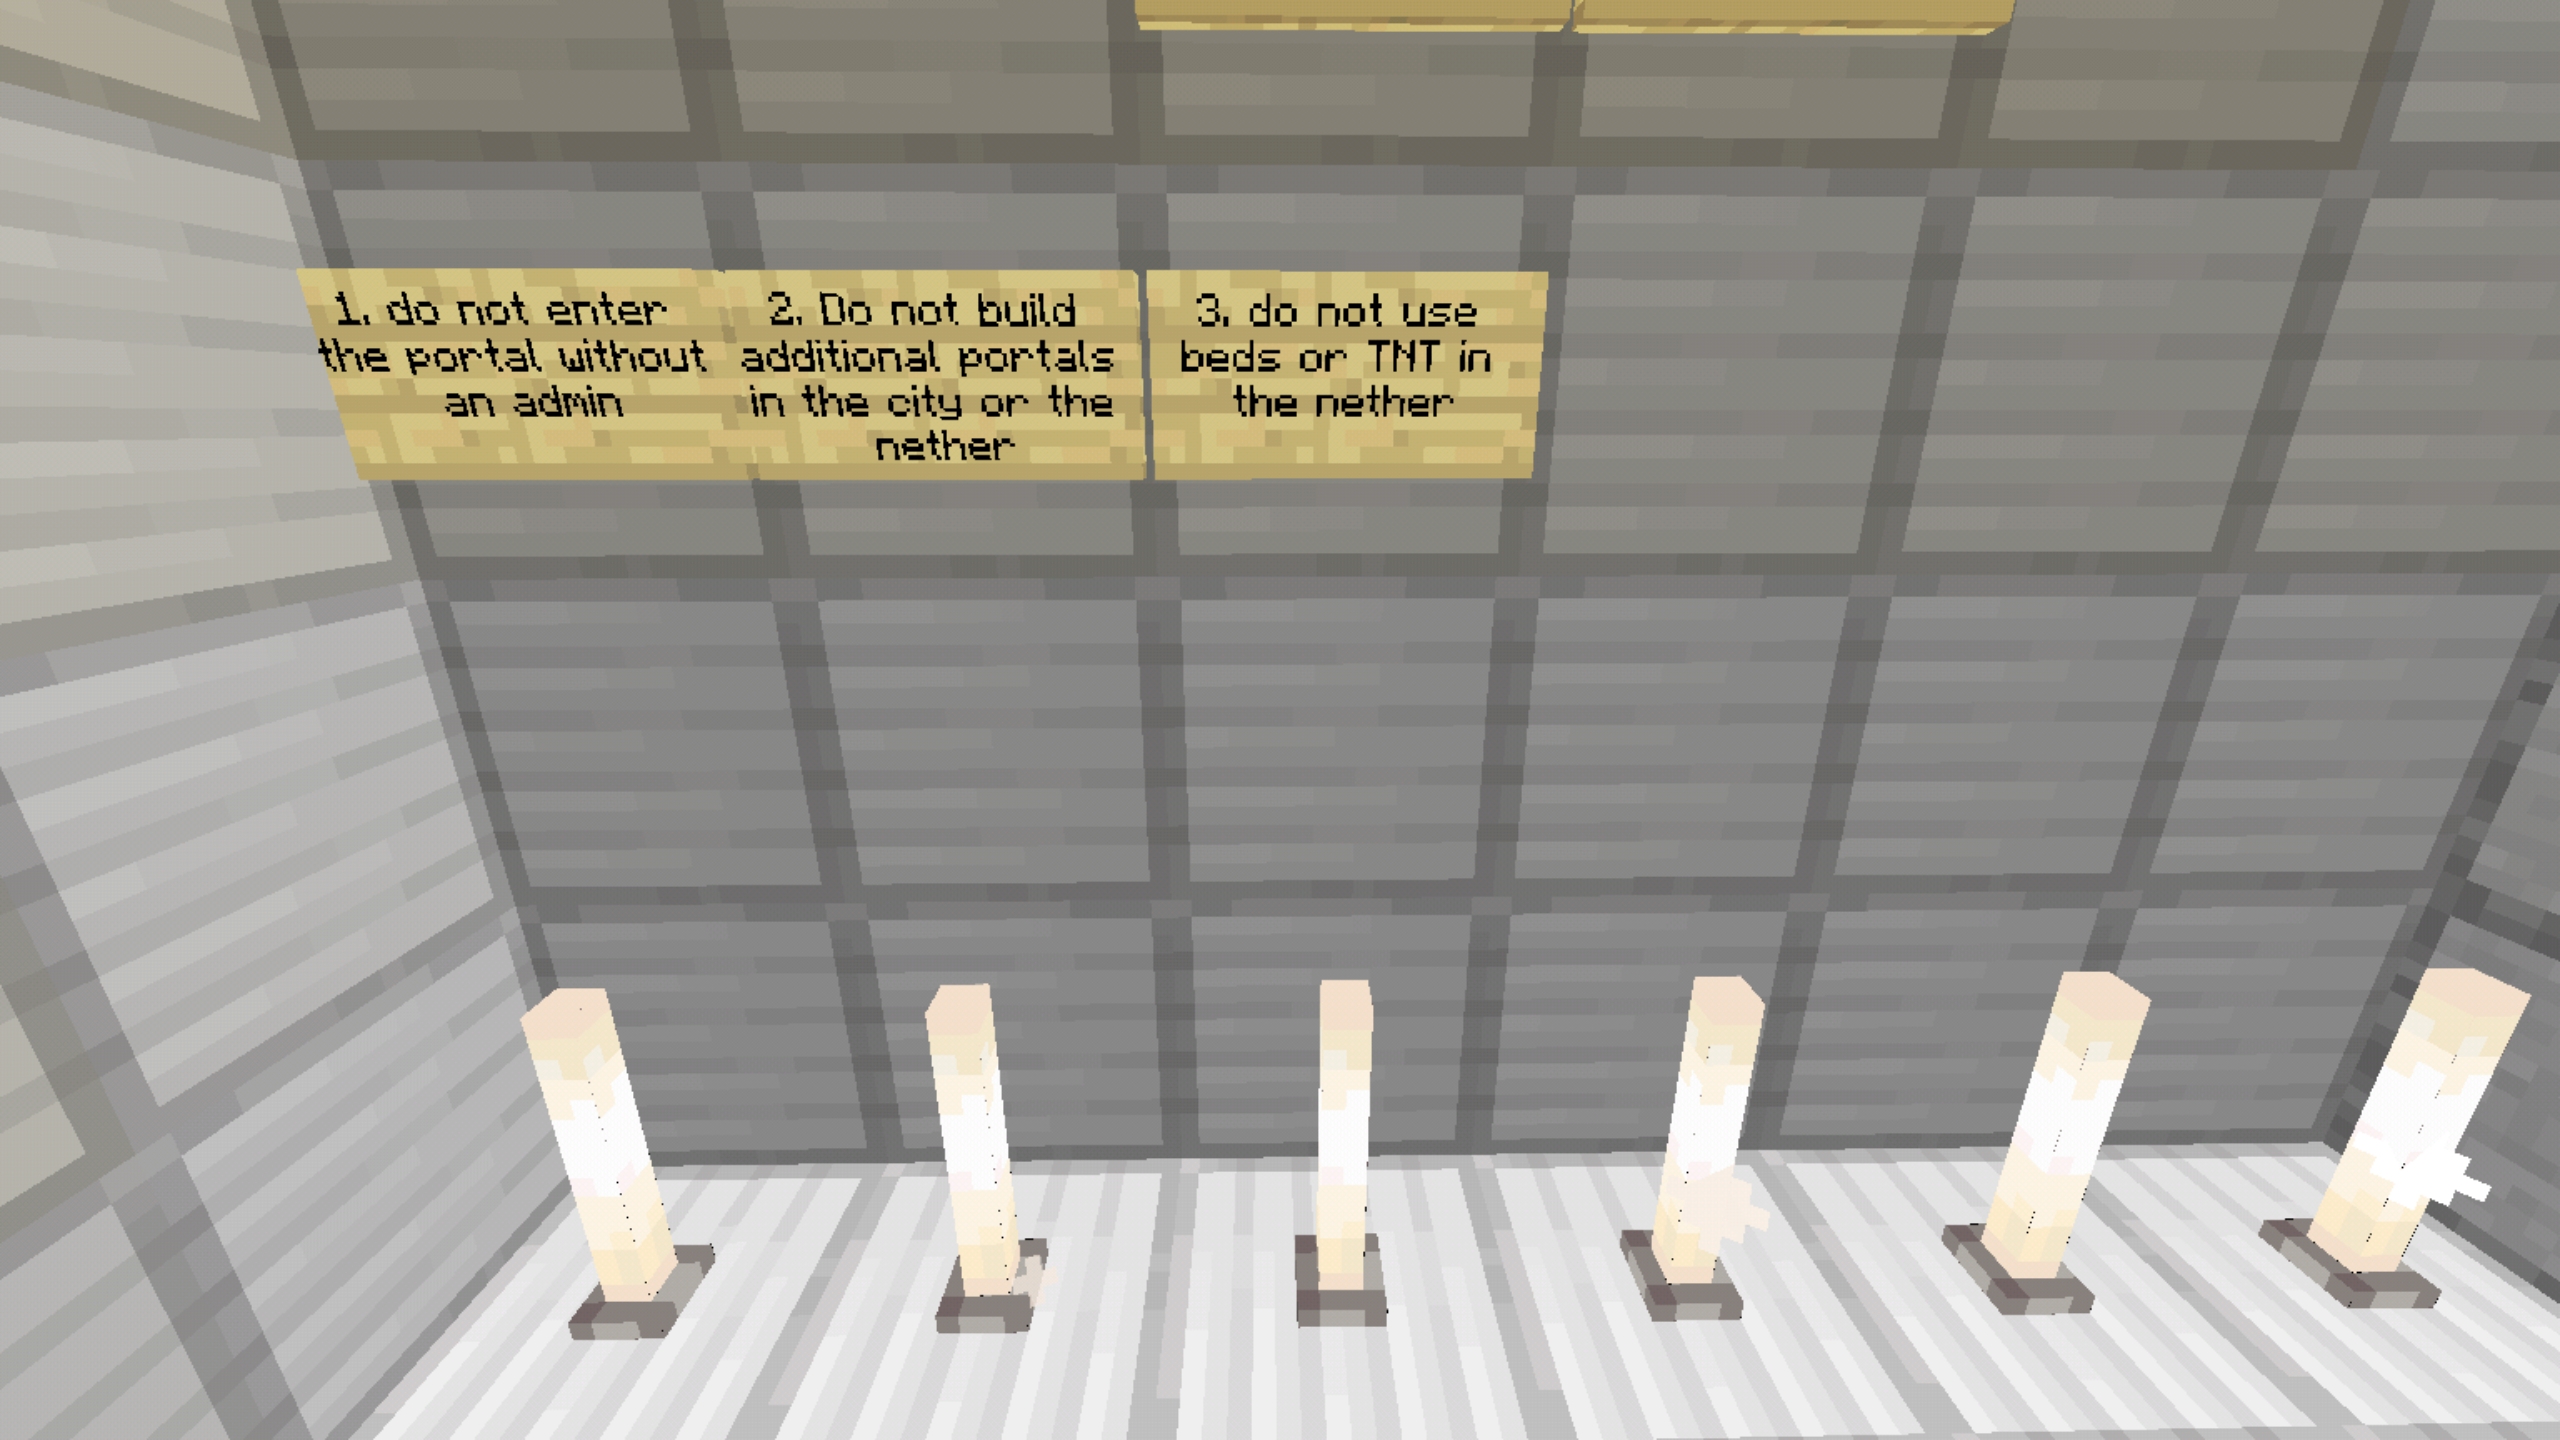 1. do not enter
the portal without
an admin
2. Do not build
additional portals
in the city or the
nether
3. do not use
beds or TNT in
the nether